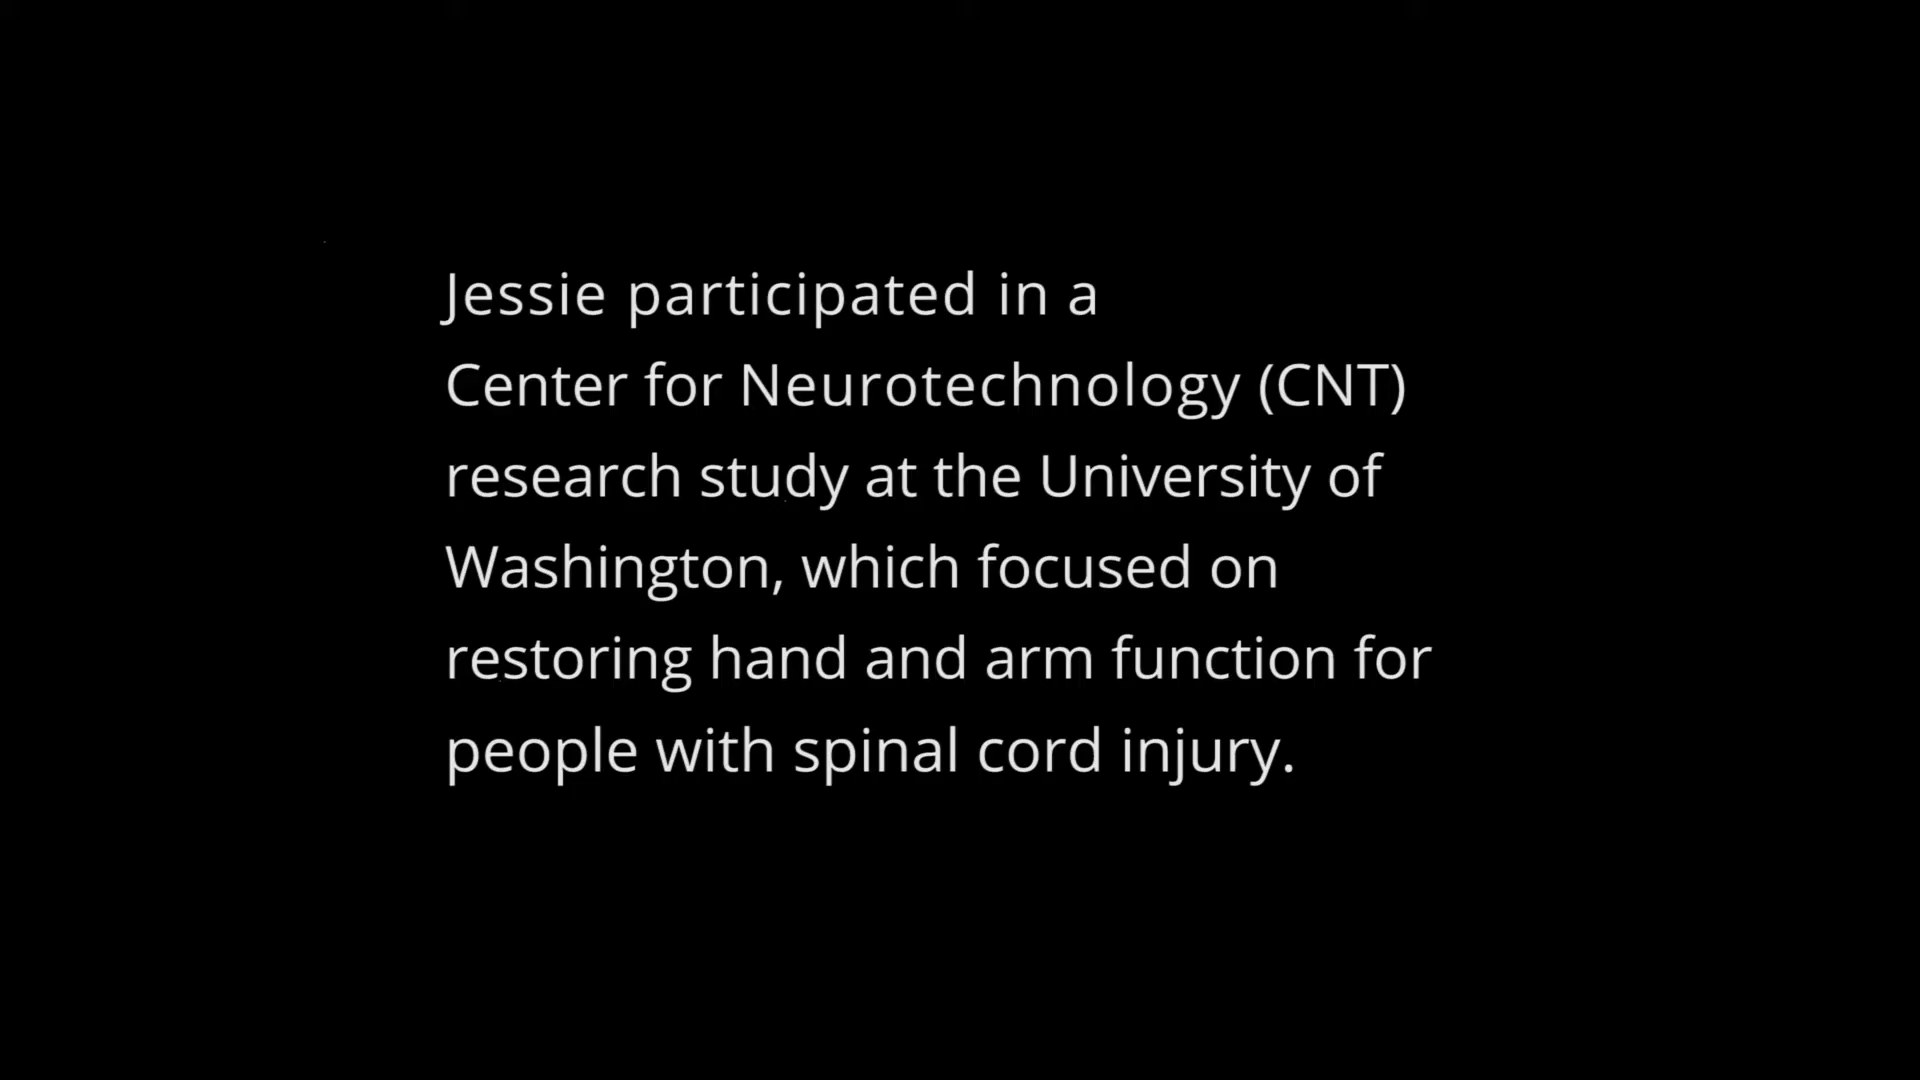 Jessie participated in a
Center for Neurotechnology (CNT)
research study at the University of
Washington, which focused on
restoring hand and arm function for
people with spinal cord injury.